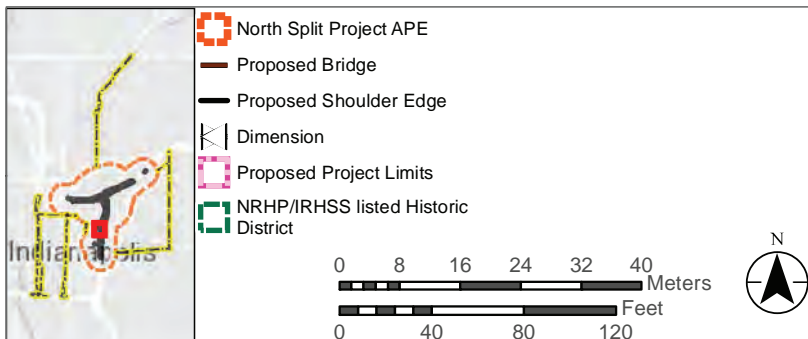 North Split Project APE
Proposed Bridge
Proposed Shoulder Edge
Dimension
Proposed Project Limits
NRHP/IRHSS listed Historic
District
Indianapolis
0 8 16 24 32 40
Meters
Feet
0 40 80 120
N